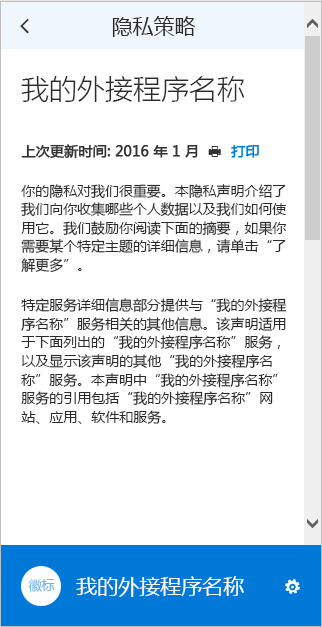 隐私策略
我的外接程序名称
上次更新时间: 2016 年 1 月 打印
你的隐私对我们很重要。本隐私声明介绍了
我们向你收集哪些个人数据以及我们如何使
用它。我们鼓励你阅读下面的摘要，如果你
需要某个特定主题的详细信息，请单击“了
解更多”。
特定服务详细信息部分提供与“我的外接程
序名称”服务相关的其他信息。该声明适用
于下面列出的“我的外接程序名称”服务，
以及显示该声明的其他“我的外接程序名
称”服务。本声明中“我的外接程序名称”
服务的引用包括“我的外接程序名称”网
站、应用、软件和服务。
徽标 我的外接程序名称